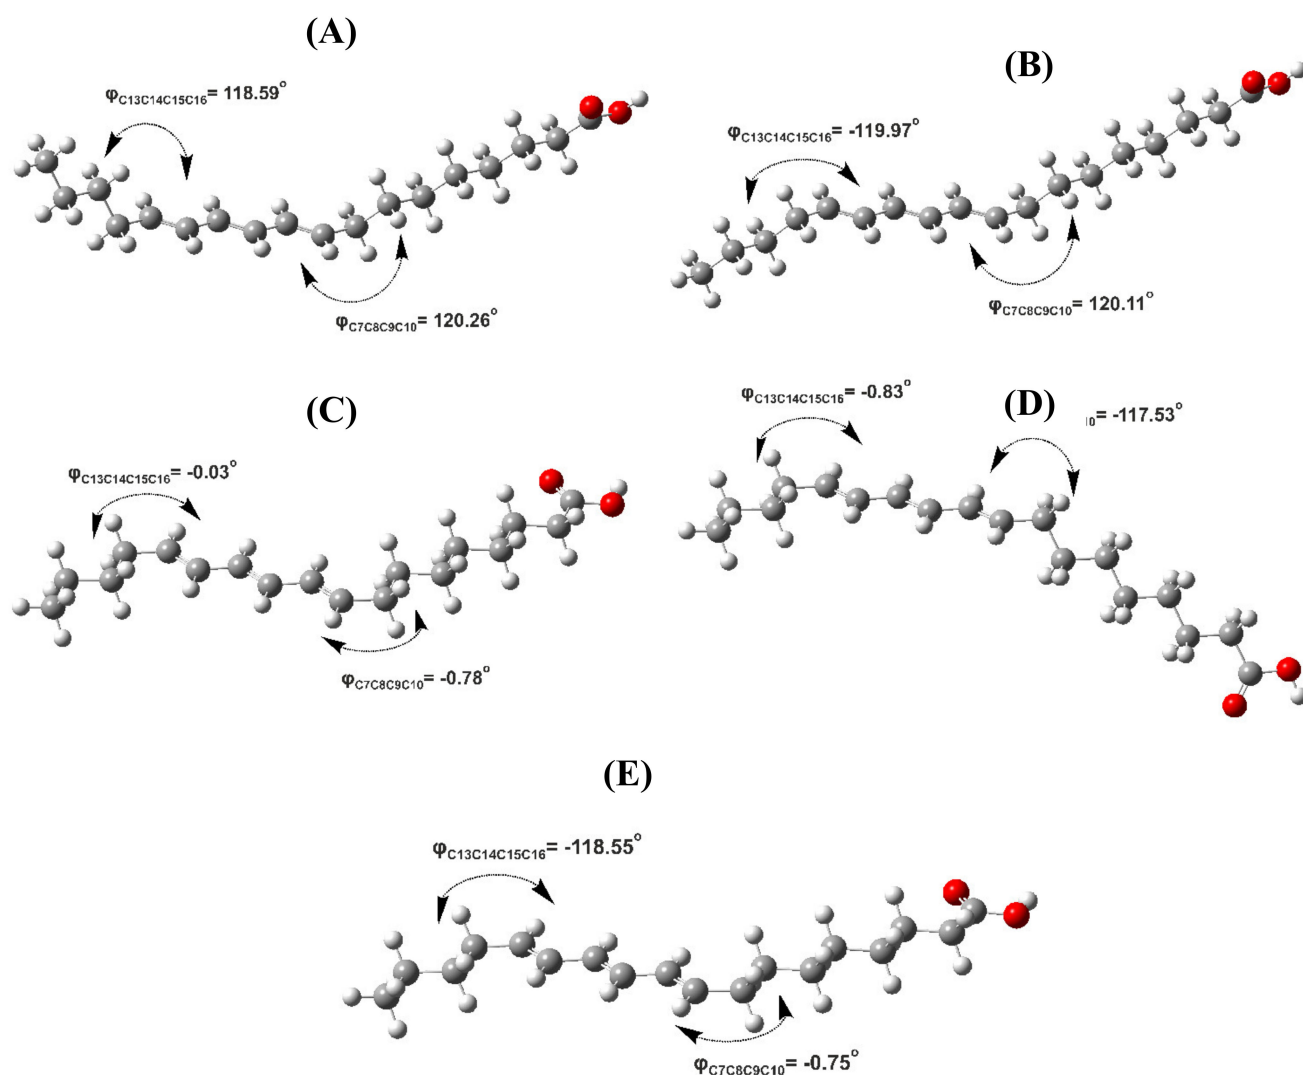 (A)
φC13C14C15C16= 118.59°
φC7C8C9C10= 120.26°
(B)
φC13C14C15C16= -119.97°
φC7C8C9C10= 120.11°
(C)
φC13C14C15C16= -0.03°
φC7C8C9C10= -0.78°
φC13C14C15C16= -0.83°
(D)
10= -117.53°
(E)
φC13C14C15C16= -118.55°
φC7C8C9C10= -0.75°